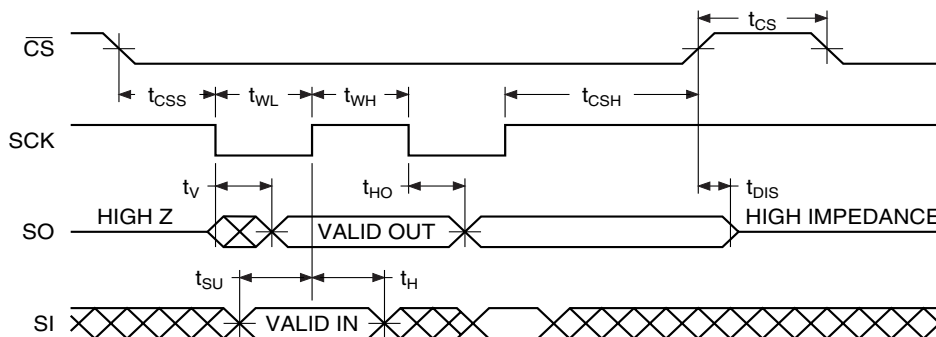 t_CS
C̅S̅
t_CSS t_WL t_WH t_CSH
SCK
t_V t_HO t_DIS
HIGH Z HIGH IMPEDANCE
SO VALID OUT
t_SU t_H
SI VALID IN